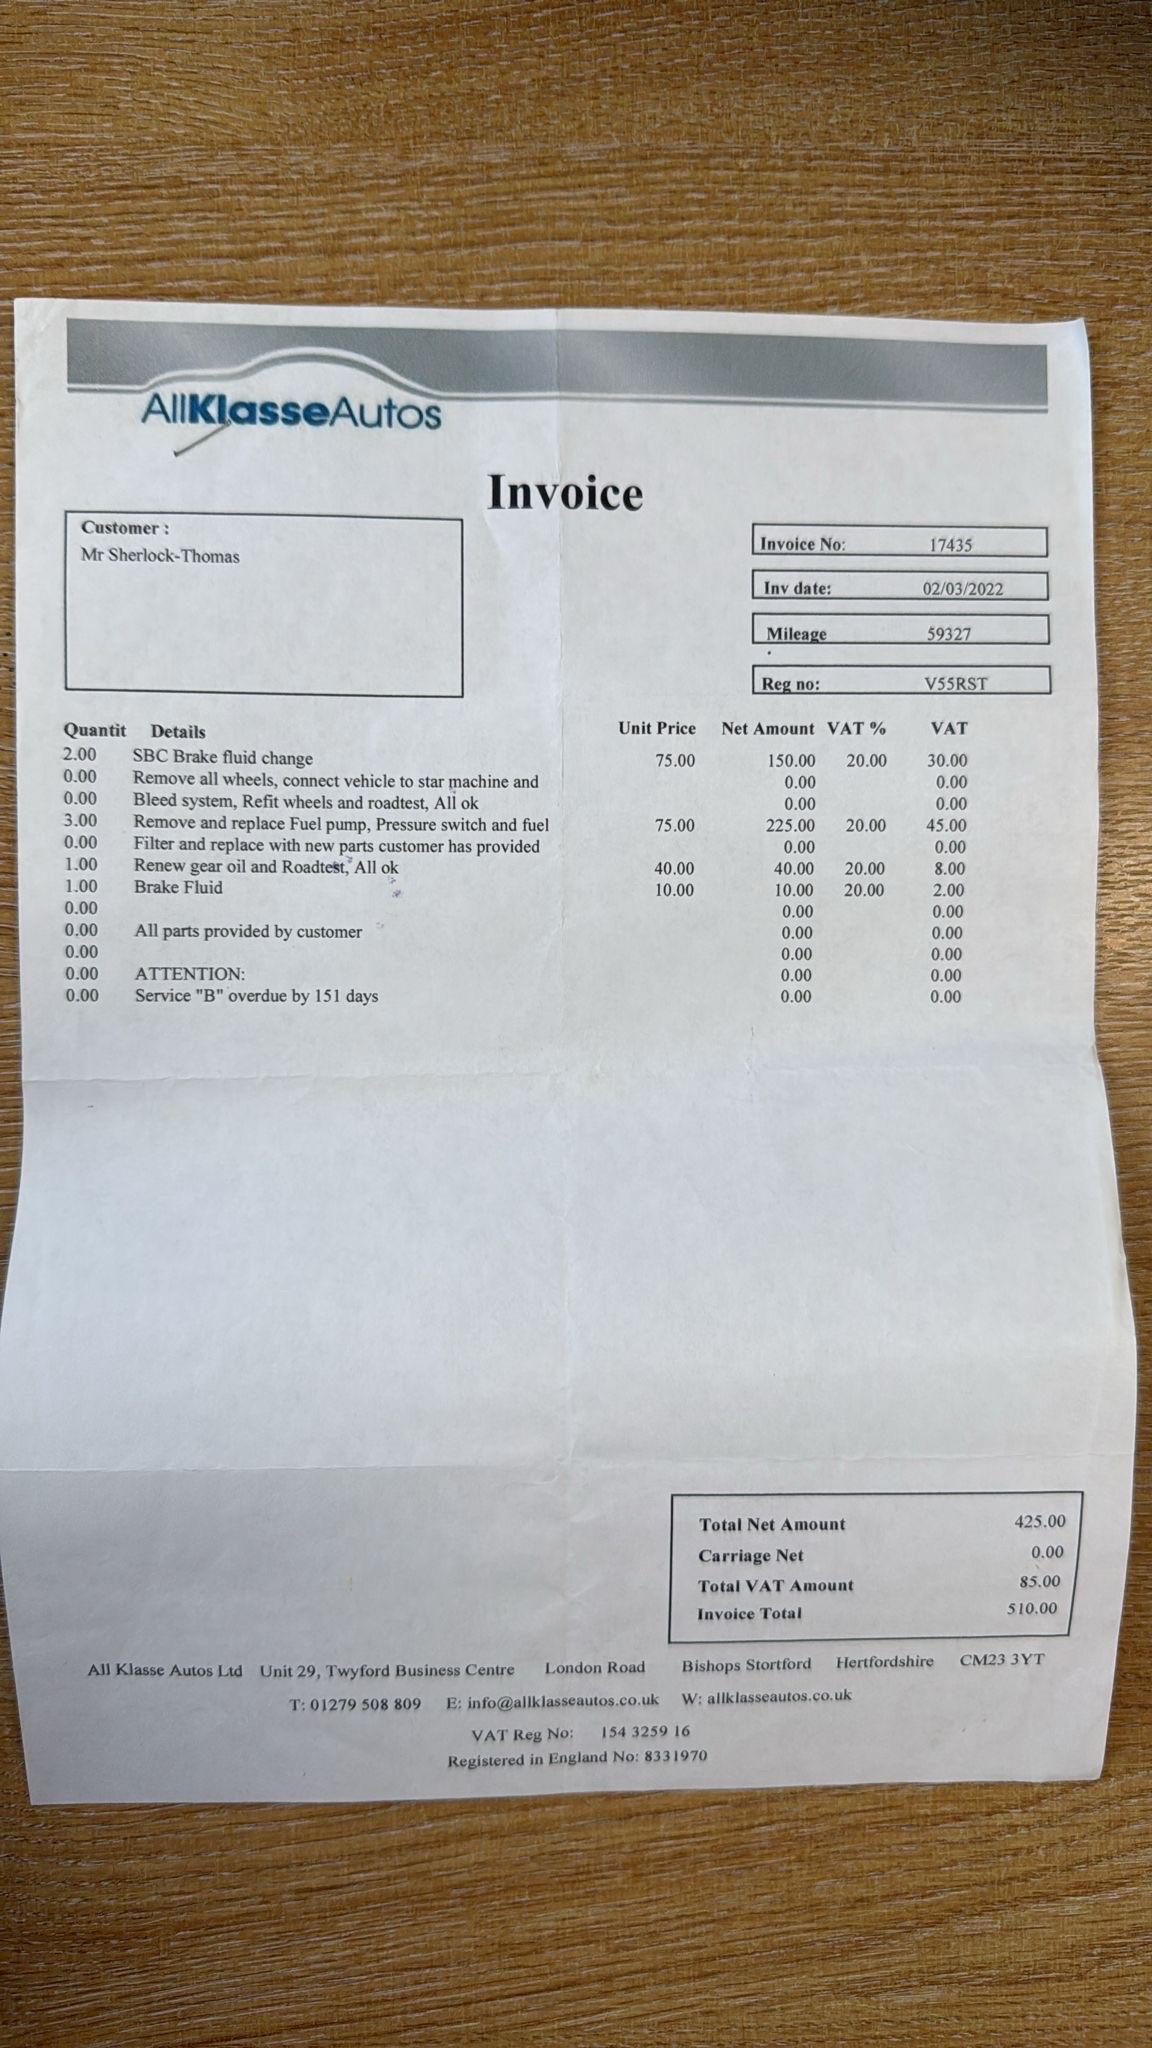 AllKlasseAutos
Invoice
Customer :
Mr Sherlock-Thomas
Invoice No: 17435
Inv date: 02/03/2022
Mileage 59327
Reg no: V55RST
Quantit Details Unit Price Net Amount VAT % VAT
2.00 SBC Brake fluid change 75.00 150.00 20.00 30.00
0.00 Remove all wheels, connect vehicle to star machine and 0.00 0.00
0.00 Bleed system, Refit wheels and roadtest, All ok 0.00 0.00
3.00 Remove and replace Fuel pump, Pressure switch and fuel 75.00 225.00 20.00 45.00
0.00 Filter and replace with new parts customer has provided 0.00 0.00
1.00 Renew gear oil and Roadtest, All ok 40.00 40.00 20.00 8.00
1.00 Brake Fluid 10.00 10.00 20.00 2.00
0.00 0.00 0.00
0.00 All parts provided by customer 0.00 0.00
0.00 0.00 0.00
0.00 ATTENTION: 0.00 0.00
0.00 Service "B" overdue by 151 days 0.00 0.00
Total Net Amount 425.00
Carriage Net 0.00
Total VAT Amount 85.00
Invoice Total 510.00
All Klasse Autos Ltd Unit 29, Twyford Business Centre London Road Bishops Stortford Hertfordshire CM23 3YT
T: 01279 508 809 E: info@allklasseautos.co.uk W: allklasseautos.co.uk
VAT Reg No: 154 3259 16
Registered in England No: 8331970